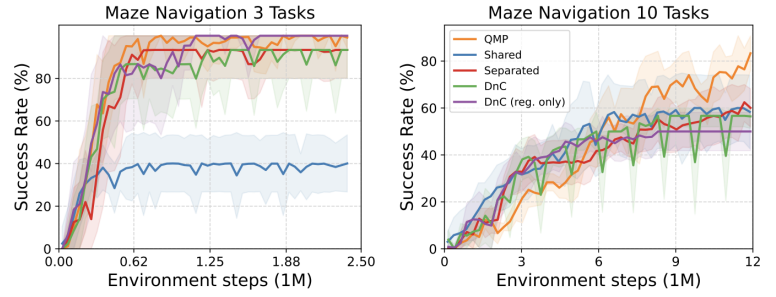 Maze Navigation 3 Tasks
Success Rate (%)
80
60
40
20
0
0.00 0.62 1.25 1.88 2.50
Environment steps (1M)
Maze Navigation 10 Tasks
Success Rate (%)
80
60
40
20
0
QMP
Shared
Separated
DnC
DnC (reg. only)
0 3 6 9 12
Environment steps (1M)